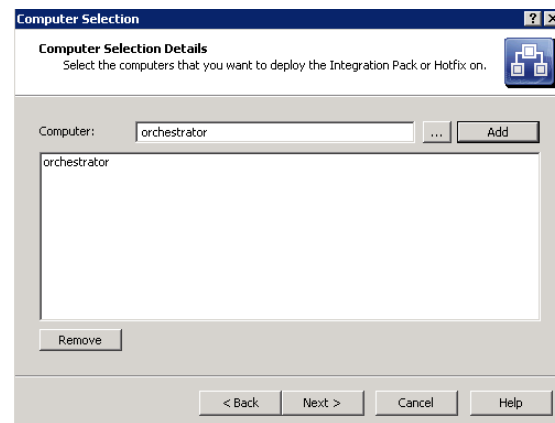 Computer Selection
Computer Selection Details
Select the computers that you want to deploy the Integration Pack or Hotfix on.
Computer: orchestrator ... Add
orchestrator
Remove
< Back Next > Cancel Help